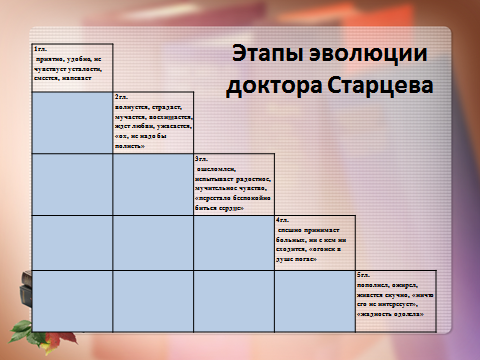 Этапы эволюции
доктора Старцева
1гл.
приятно, удобно, не
чувствует усталости,
смеется, напевает
2гл.
волнуется, страдает,
мучается, восхищается,
ждет любви, ужасается,
«ох, не надо бы
полнеть»
3гл.
ошеломлен,
испытывает радостное,
мучительное чувство,
«перестало беспокойно
биться сердце»
4гл.
спешно принимает
больных, ни с кем ни
сходится, «огонек в
душе погас»
5гл.
пополнел, ожирел,
живется скучно, «ничто
его не интересует»,
«жадность одолела»